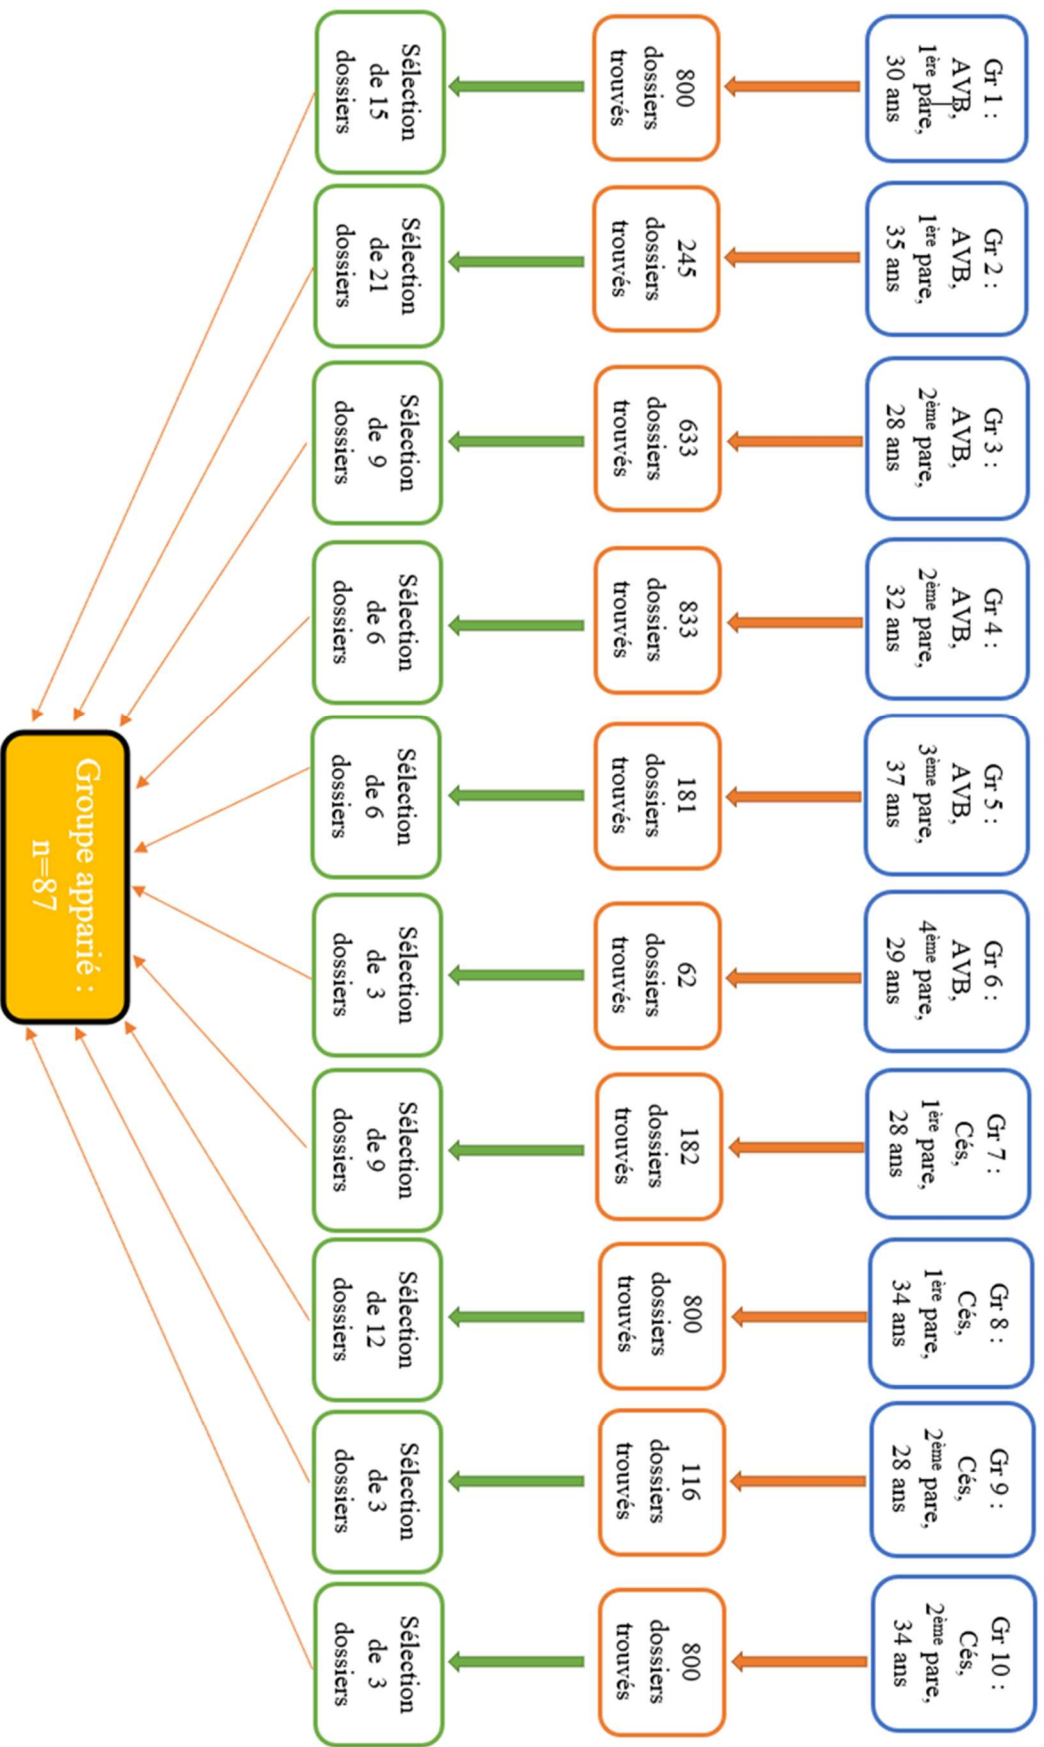 Gr 1 :
AVB,
1ère pare,
30 ans
Gr 2 :
AVB,
1ère pare,
35 ans
Gr 3 :
AVB,
2ème pare,
28 ans
Gr 4 :
AVB,
2ème pare,
32 ans
Gr 5 :
AVB,
3ème pare,
37 ans
Gr 6 :
AVB,
4ème pare,
29 ans
Gr 7 :
Cés,
1ère pare,
28 ans
Gr 8 :
Cés,
1ère pare,
34 ans
Gr 9 :
Cés,
2ème pare,
28 ans
Gr 10 :
Cés,
2ème pare,
34 ans
800
dossiers
trouvés
245
dossiers
trouvés
633
dossiers
trouvés
833
dossiers
trouvés
181
dossiers
trouvés
62
dossiers
trouvés
182
dossiers
trouvés
800
dossiers
trouvés
116
dossiers
trouvés
800
dossiers
trouvés
Sélection
de 15
dossiers
Sélection
de 21
dossiers
Sélection
de 9
dossiers
Sélection
de 6
dossiers
Sélection
de 6
dossiers
Sélection
de 3
dossiers
Sélection
de 9
dossiers
Sélection
de 12
dossiers
Sélection
de 3
dossiers
Sélection
de 3
dossiers
Groupe apparié :
n=87